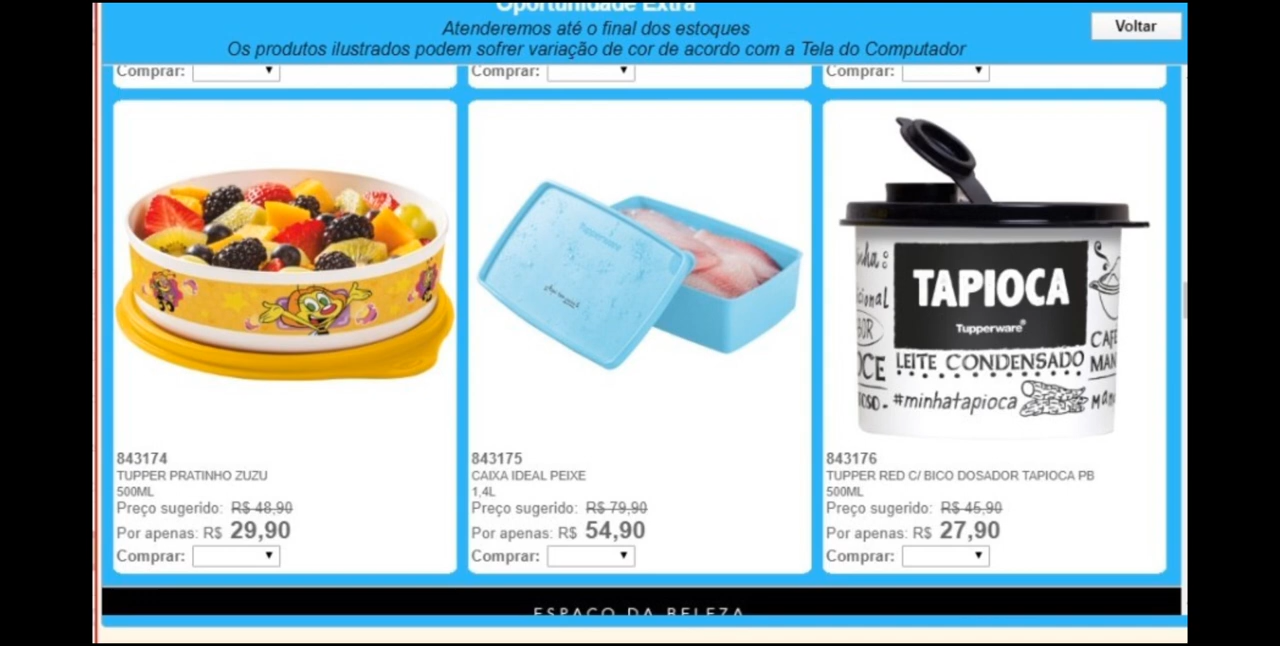 Oportunidade Extra
Atenderemos até o final dos estoques
Os produtos ilustrados podem sofrer variação de cor de acordo com a Tela do Computador
Voltar
Comprar:
Comprar:
Comprar:
Tupperware
TAPIOCA
Tupperware®
LEITE CONDENSADO
#minhatapioca
843174
TUPPER PRATINHO ZUZU
500ML
Preço sugerido: R$ 48,90
Por apenas: R$ 29,90
Comprar:
843175
CAIXA IDEAL PEIXE
1,4L
Preço sugerido: R$ 79,90
Por apenas: R$ 54,90
Comprar:
843176
TUPPER RED C/ BICO DOSADOR TAPIOCA PB
500ML
Preço sugerido: R$ 45,90
Por apenas: R$ 27,90
Comprar:
ESPAÇO DA BELEZA